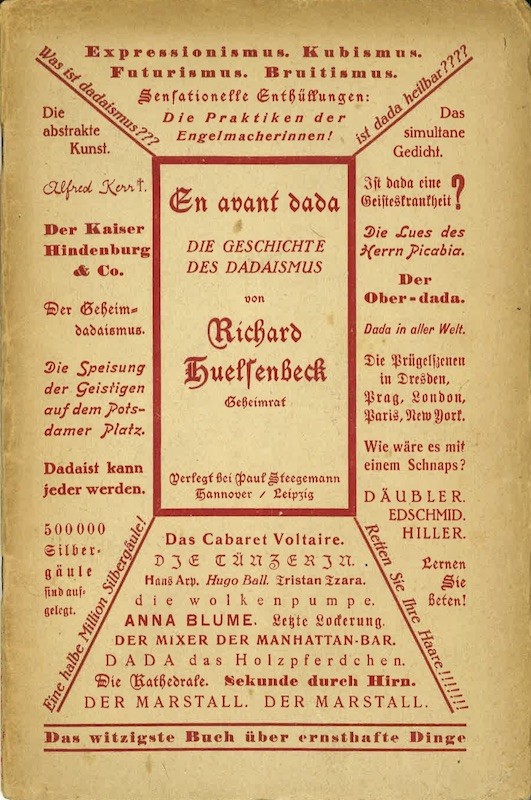 Expressionismus. Kubismus.
Futurismus. Bruitismus.
Sensationelle Enthüllungen:
Die Praktiken der
Engelmacherinnen!
Was ist dadaismus???
ist dada heilbar????
Die
abstrakte
Kunst.
Alfred Kerr †.
Der Kaiser
Hindenburg
& Co.
Der Geheim-
dadaismus.
Die Speisung
der Geistigen
auf dem Pots-
damer Platz.
Dadaist kann
jeder werden.
500000
Silber-
gäule
sind auf-
gelegt.
Eine halbe Million Silbergäule!
En avant dada
DIE GESCHICHTE
DES DADAISMUS
von
Richard
Huelsenbeck
Geheimrat
Verlegt bei Paul Steegemann
Hannover / Leipzig
Das
simultane
Gedicht.
Ist dada eine
Geisteskrankheit?
Die Lues des
Herrn Picabia.
Der
Ober-dada.
Dada in aller Welt.
Die Prügelszenen
in Dresden,
Prag, London,
Paris, New York.
Wie wäre es mit
einem Schnaps?
DÄUBLER.
EDSCHMID.
HILLER.
Lernen
Sie
beten!
Retten Sie Ihre Haare!!!!!!!
Das Cabaret Voltaire.
DIE TÄNZERIN.
Hans Arp. Hugo Ball. Tristan Tzara.
die wolkenpumpe.
ANNA BLUME. Letzte Lockerung.
DER MIXER DER MANHATTAN-BAR.
DADA das Holzpferdchen.
Die Kathedrale. Sekunde durch Hirn.
DER MARSTALL. DER MARSTALL.
Das witzigste Buch über ernsthafte Dinge